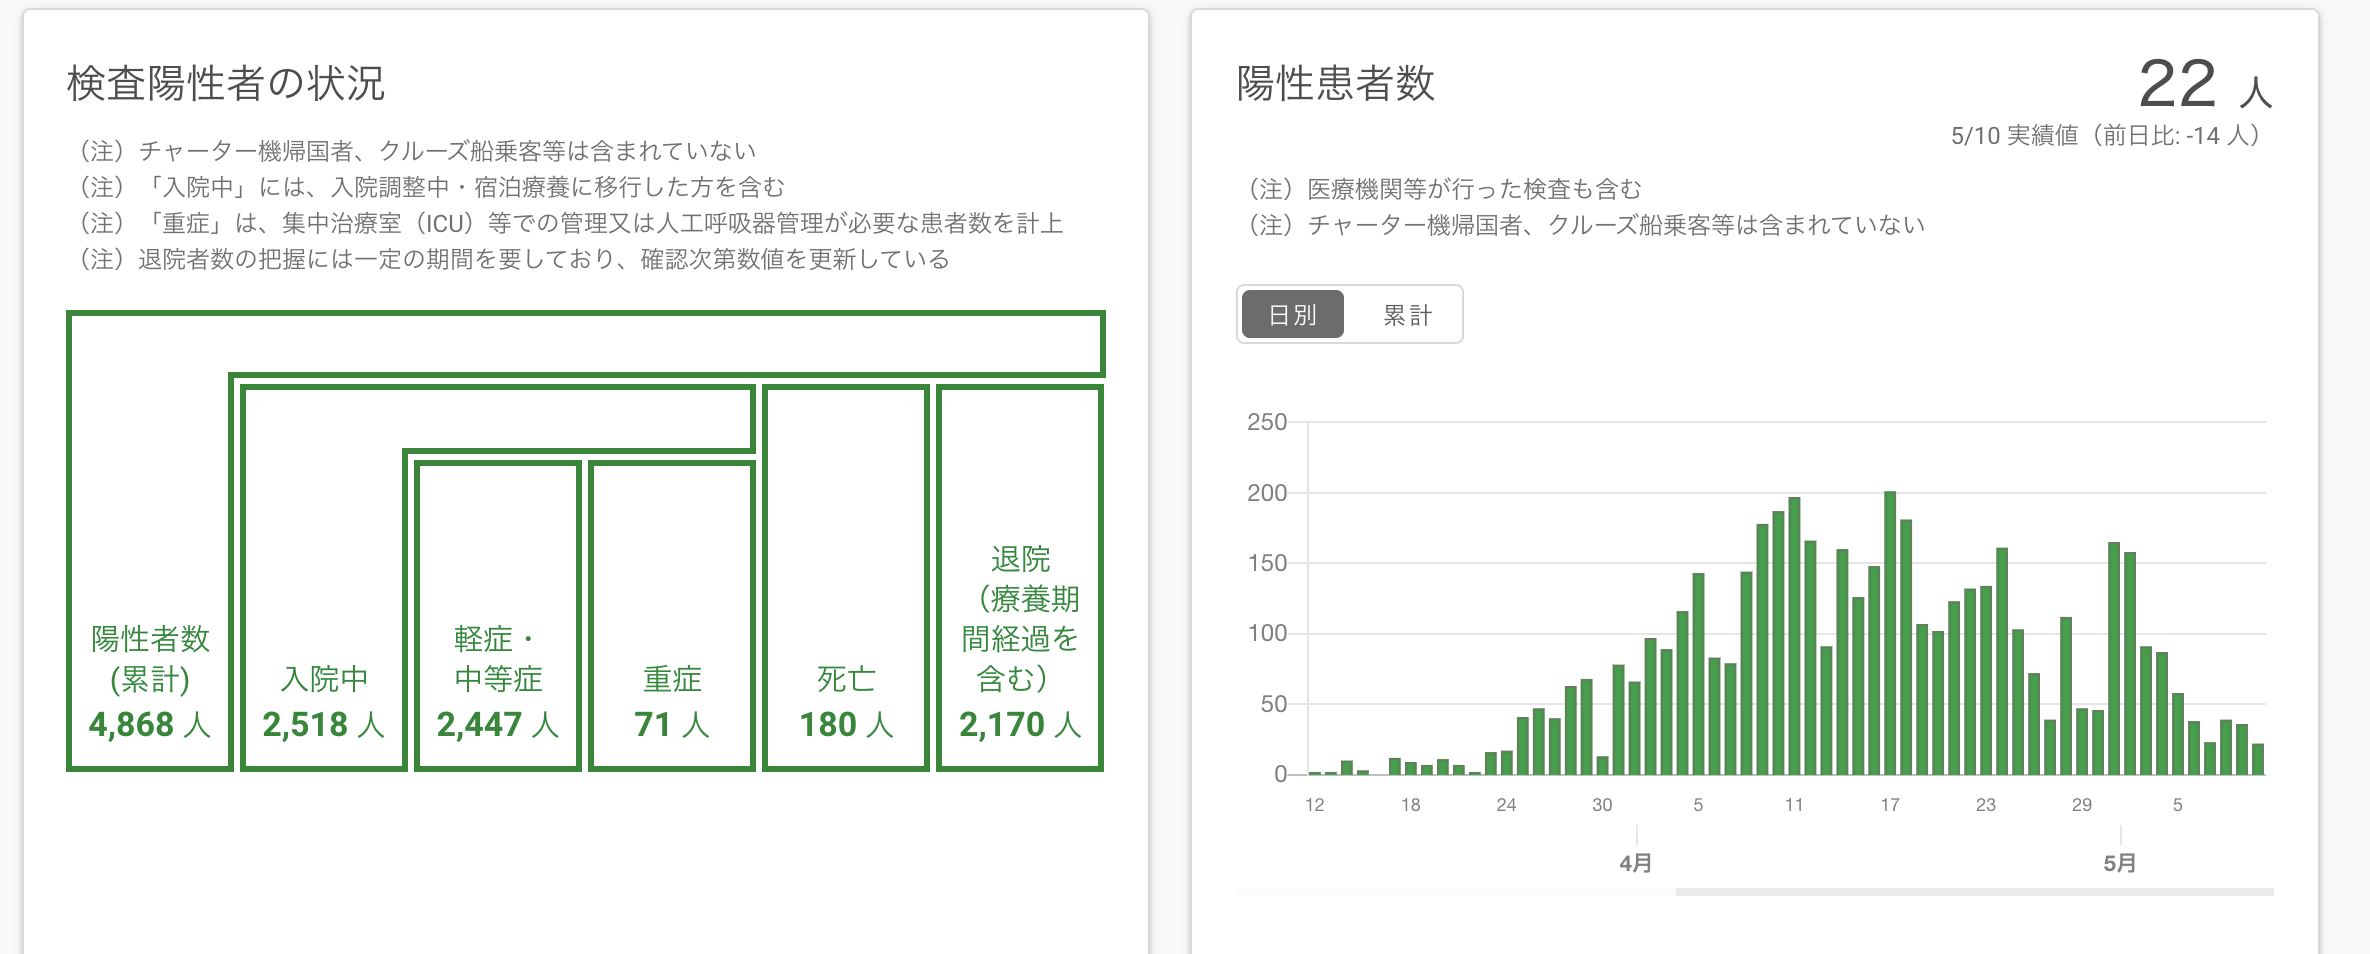 検査陽性者の状況
（注）チャーター機帰国者、クルーズ船乗客等は含まれていない
（注）「入院中」には、入院調整中・宿泊療養に移行した方を含む
（注）「重症」は、集中治療室（ICU）等での管理又は人工呼吸器管理が必要な患者数を計上
（注）退院者数の把握には一定の期間を要しており、確認次第数値を更新している
陽性者数
(累計)
4,868 人
入院中
2,518 人
軽症・
中等症
2,447 人
重症
71 人
死亡
180 人
退院
（療養期
間経過を
含む）
2,170 人
陽性患者数
22 人
5/10 実績値（前日比: -14 人）
（注）医療機関等が行った検査も含む
（注）チャーター機帰国者、クルーズ船乗客等は含まれていない
日別 累計
250
200
150
100
50
0
12 18 24 30 5 11 17 23 29 5
4月 5月